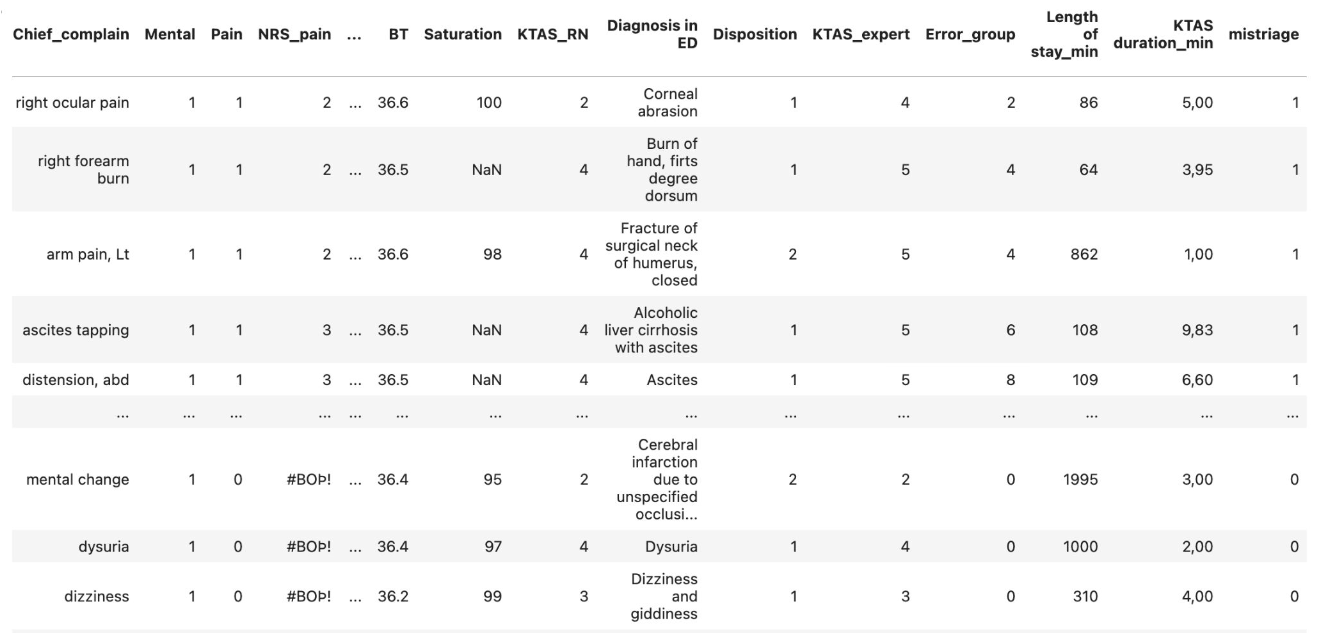 Chief_complain Mental Pain NRS_pain ... BT Saturation KTAS_RN Diagnosis in ED Disposition KTAS_expert Error_group Length of stay_min KTAS duration_min mistriage
right ocular pain 1 1 2 ... 36.6 100 2 Corneal abrasion 1 4 2 86 5,00 1
right forearm burn 1 1 2 ... 36.5 NaN 4 Burn of hand, firts degree dorsum 1 5 4 64 3,95 1
arm pain, Lt 1 1 2 ... 36.6 98 4 Fracture of surgical neck of humerus, closed 2 5 4 862 1,00 1
ascites tapping 1 1 3 ... 36.5 NaN 4 Alcoholic liver cirrhosis with ascites 1 5 6 108 9,83 1
distension, abd 1 1 3 ... 36.5 NaN 4 Ascites 1 5 8 109 6,60 1
... ... ... ... ... ... ... ... ... ... ... ... ... ... ...
mental change 1 0 #BOÞ! ... 36.4 95 2 Cerebral infarction due to unspecified occlusi... 2 2 0 1995 3,00 0
dysuria 1 0 #BOÞ! ... 36.4 97 4 Dysuria 1 4 0 1000 2,00 0
dizziness 1 0 #BOÞ! ... 36.2 99 3 Dizziness and giddiness 1 3 0 310 4,00 0